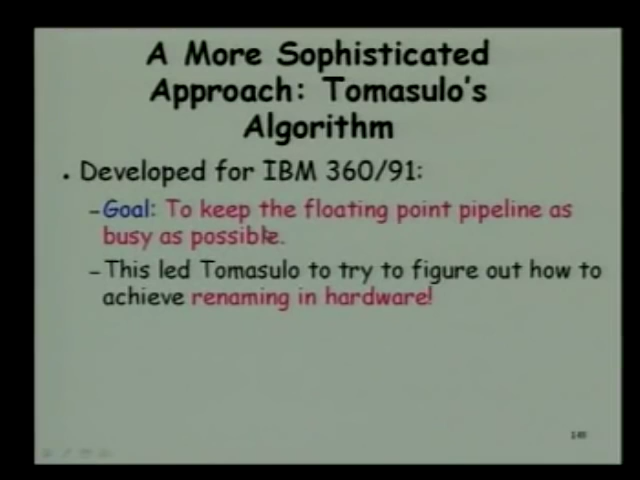 A More Sophisticated
Approach: Tomasulo's
Algorithm
• Developed for IBM 360/91:
–Goal: To keep the floating point pipeline as
busy as possible.
–This led Tomasulo to try to figure out how to
achieve renaming in hardware!